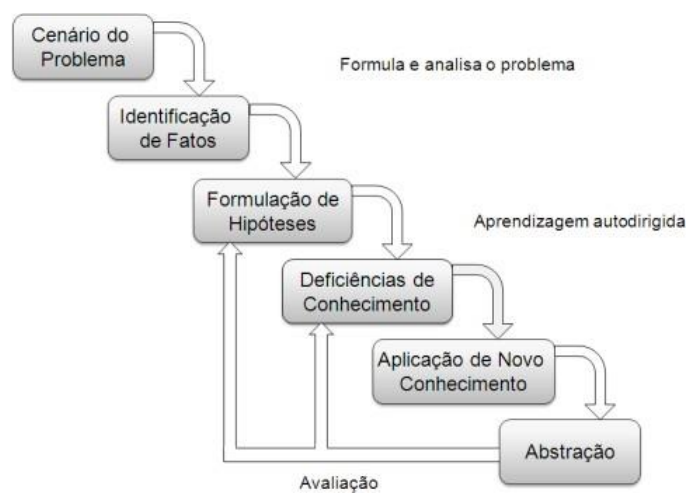 Cenário do
Problema
Formula e analisa o problema
Identificação
de Fatos
Formulação de
Hipóteses
Aprendizagem autodirigida
Deficiências de
Conhecimento
Aplicação de Novo
Conhecimento
Abstração
Avaliação